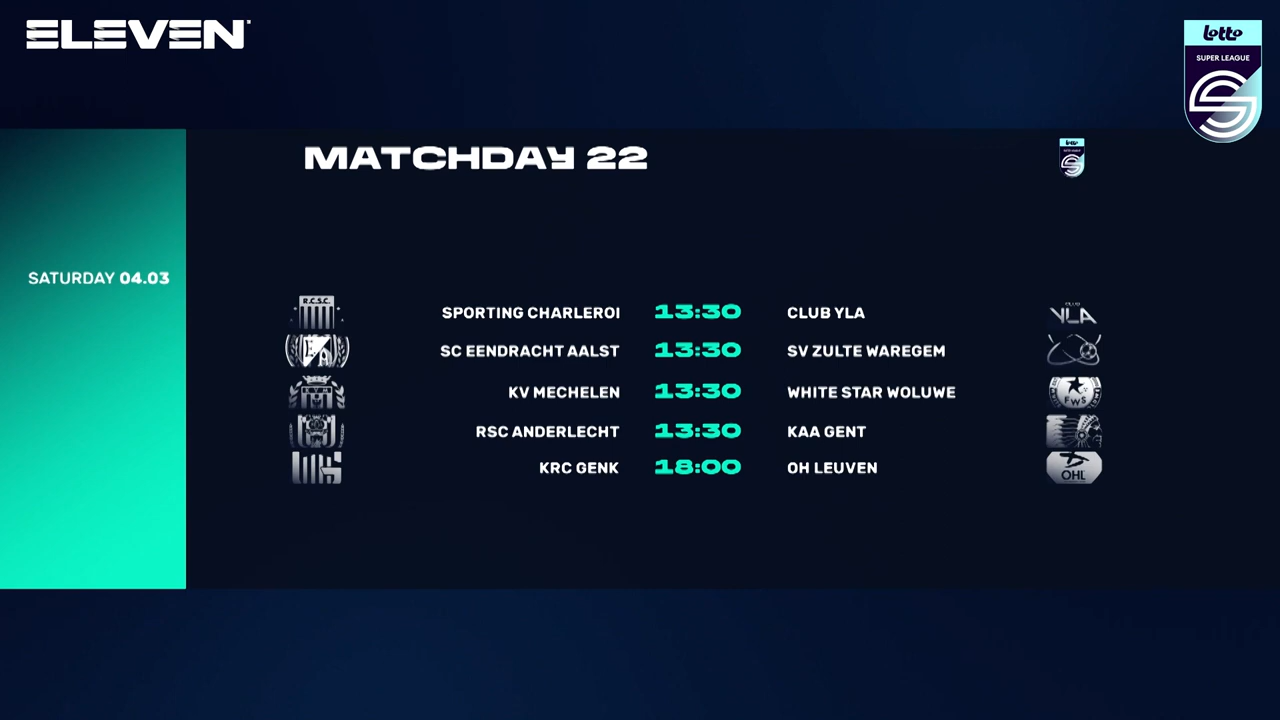 ELEVEN
Lotto
SUPER LEAGUE
MATCHDAY 22
SATURDAY 04.03
R.C.S.C.
SPORTING CHARLEROI 13:30 CLUB YLA
YLA
SC EENDRACHT AALST 13:30 SV ZULTE WAREGEM
KV MECHELEN 13:30 WHITE STAR WOLUWE
KVM
FWS
RSC ANDERLECHT 13:30 KAA GENT
KRC GENK 18:00 OH LEUVEN
OHL